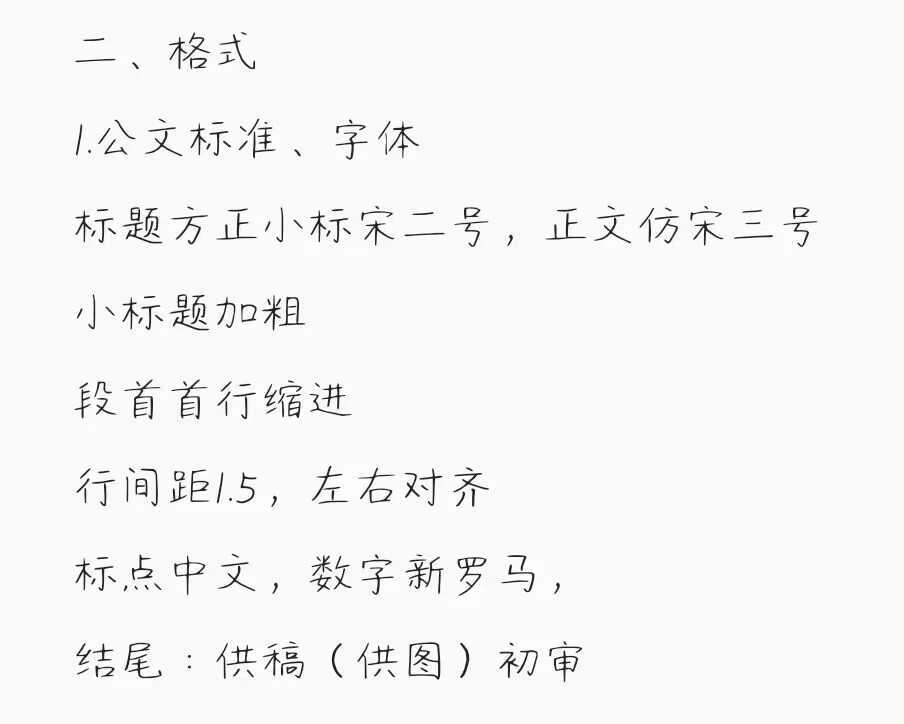 二、格式
1.公文标准、字体
标题方正小标宋二号，正文仿宋三号
小标题加粗
段首首行缩进
行间距1.5，左右对齐
标点中文，数字新罗马，
结尾：供稿（供图）初审